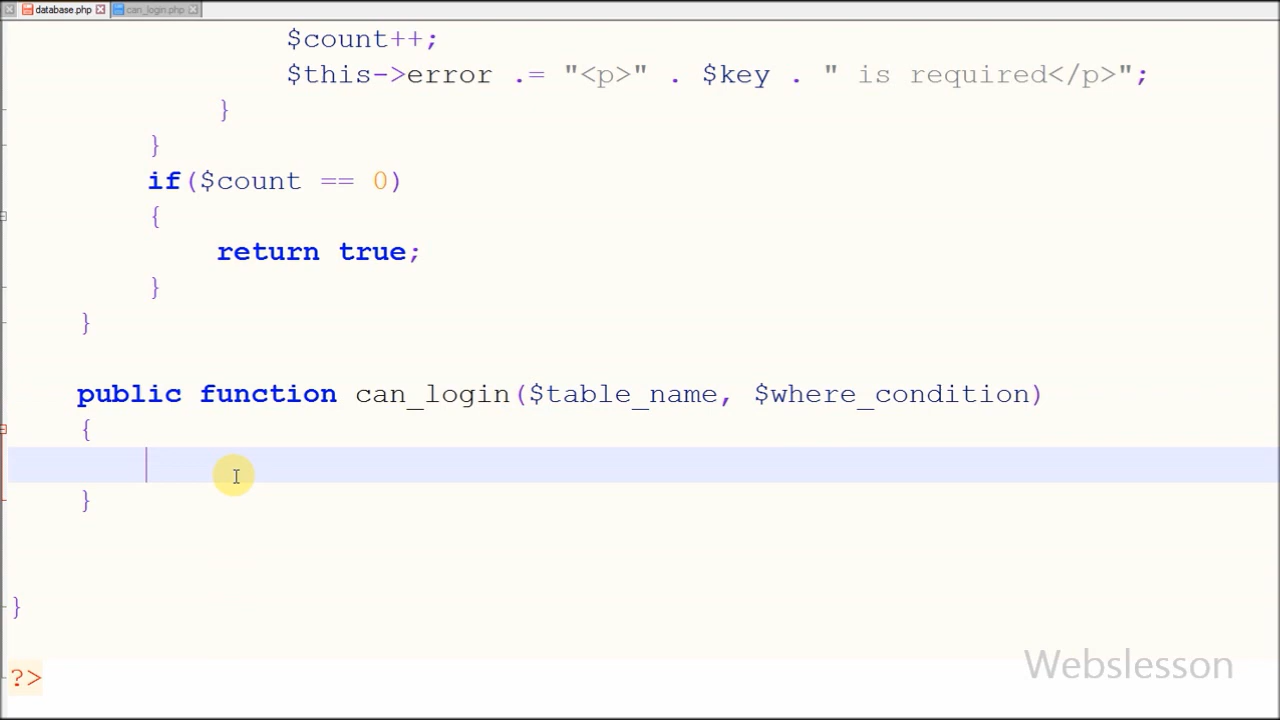 database.php can_login.php
$count++;
$this->error .= "<p>" . $key . " is required</p>";
}
}
if($count == 0)
{
return true;
}
}
public function can_login($table_name, $where_condition)
{
}
}
?>
Webslesson